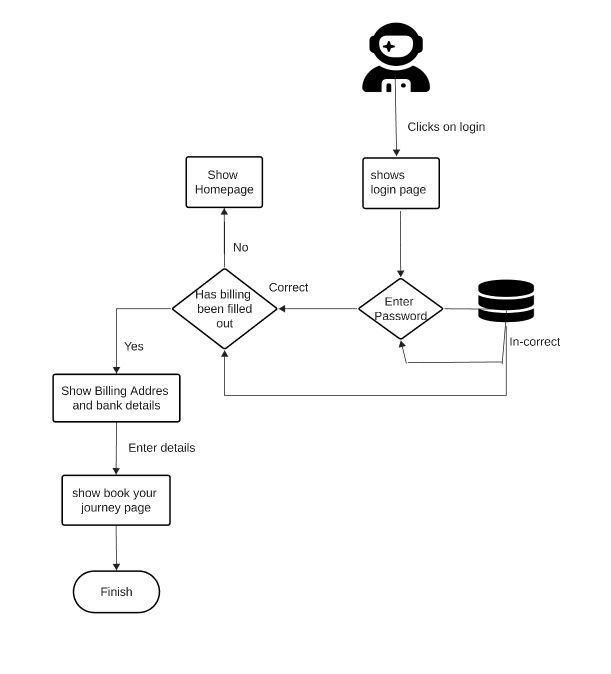 Clicks on login
Show
Homepage
shows
login page
No
Correct
Has billing
been filled
out
Enter
Password
In-correct
Yes
Show Billing Addres
and bank details
Enter details
show book your
journey page
Finish